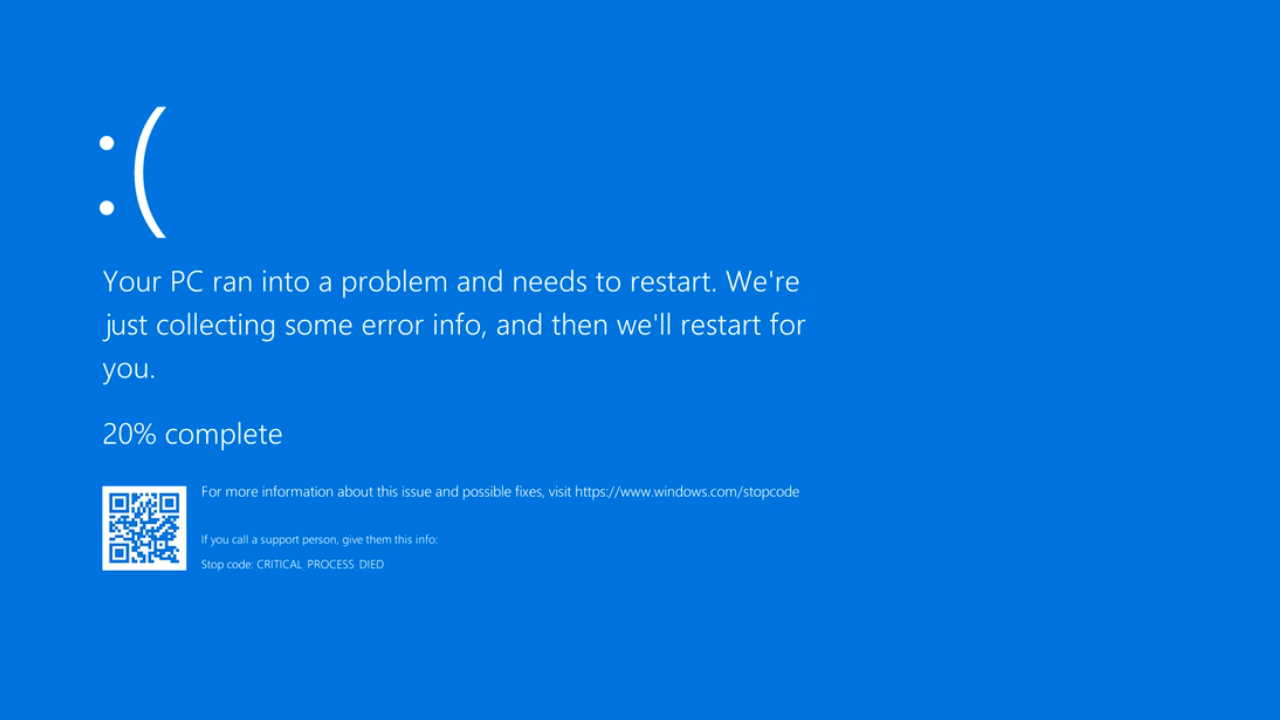 :(
Your PC ran into a problem and needs to restart. We're
just collecting some error info, and then we'll restart for
you.
20% complete
For more information about this issue and possible fixes, visit https://www.windows.com/stopcode
If you call a support person, give them this info:
Stop code: CRITICAL_PROCESS_DIED